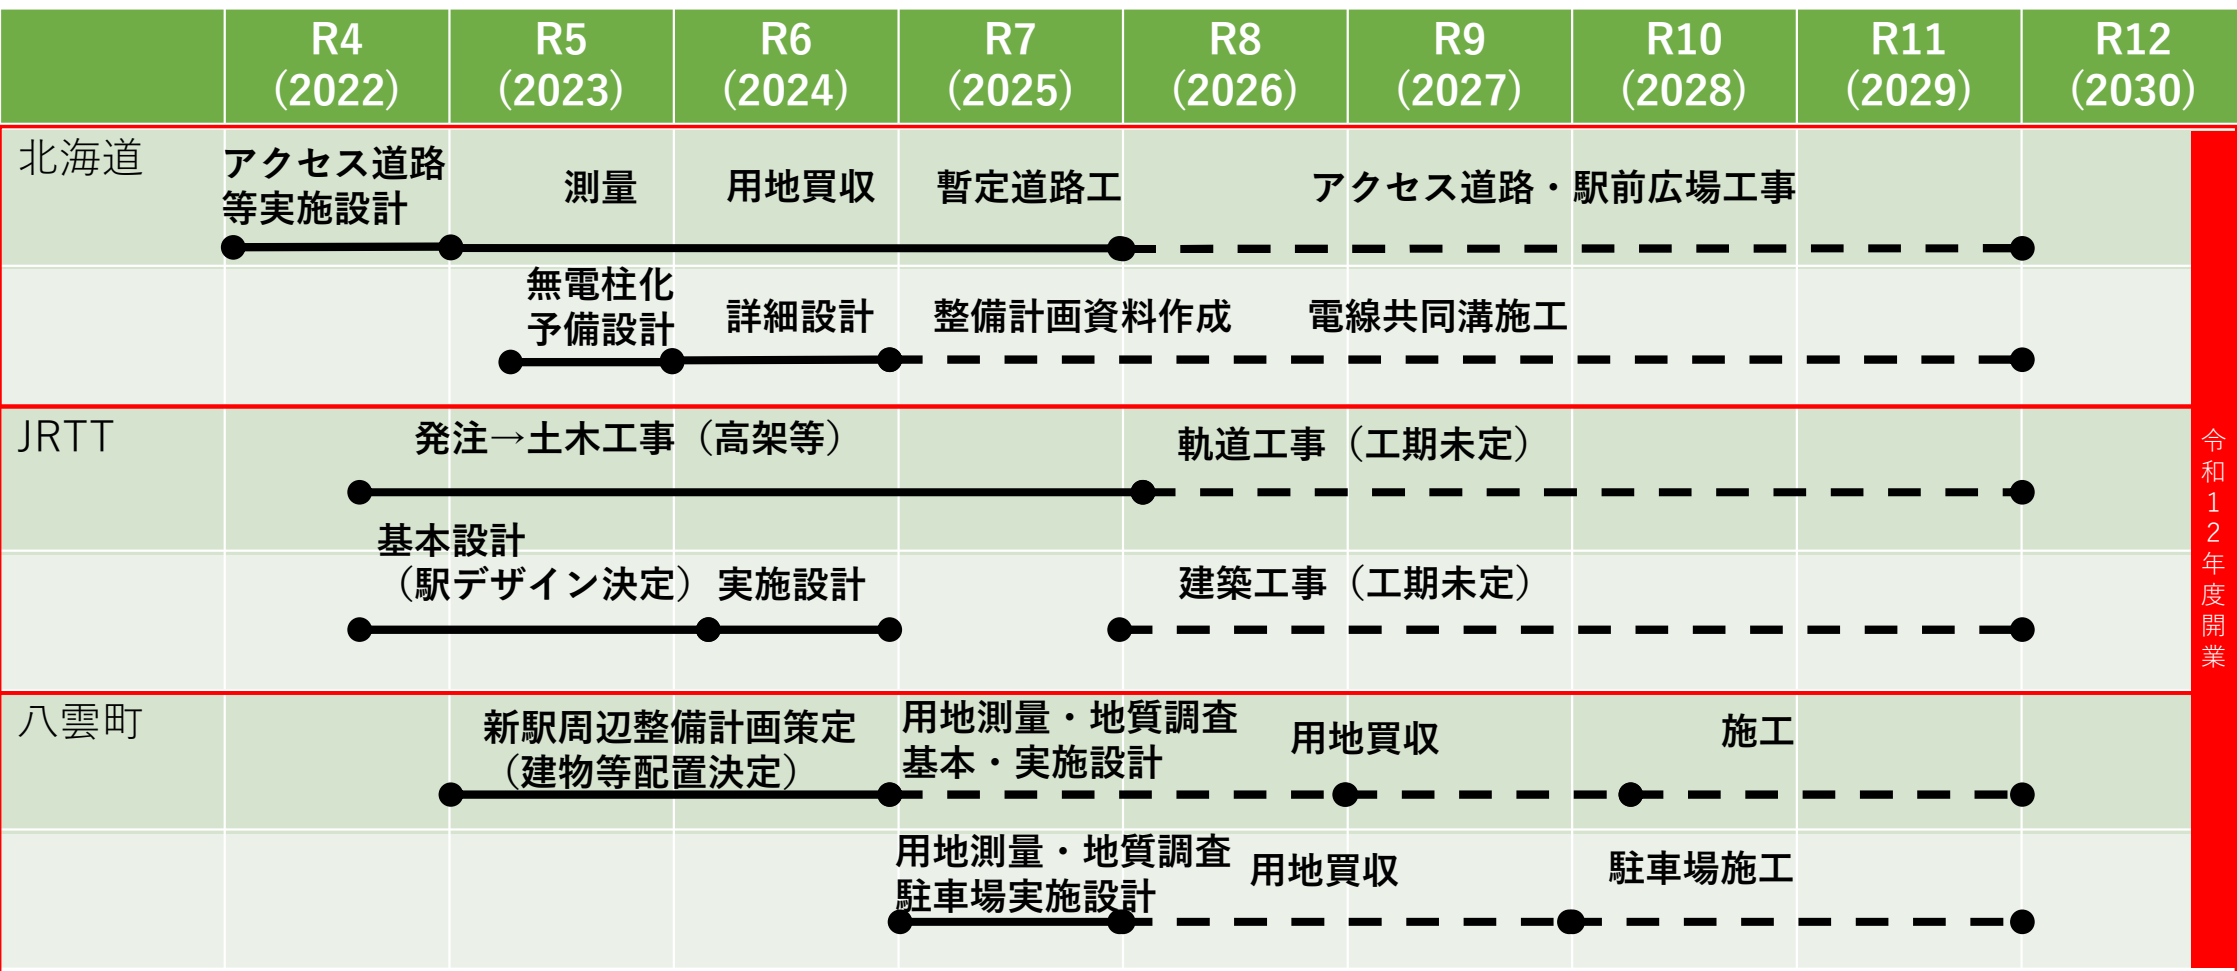 R4
(2022)
R5
(2023)
R6
(2024)
R7
(2025)
R8
(2026)
R9
(2027)
R10
(2028)
R11
(2029)
R12
(2030)
北海道
アクセス道路
等実施設計
測量
用地買収
暫定道路工
アクセス道路・駅前広場工事
無電柱化
予備設計
詳細設計
整備計画資料作成
電線共同溝施工
JRTT
発注→土木工事（高架等）
軌道工事（工期未定）
基本設計
（駅デザイン決定）
実施設計
建築工事（工期未定）
八雲町
新駅周辺整備計画策定
（建物等配置決定）
用地測量・地質調査
基本・実施設計
用地買収
施工
用地測量・地質調査
駐車場実施設計
用地買収
駐車場施工
令和１２年度開業